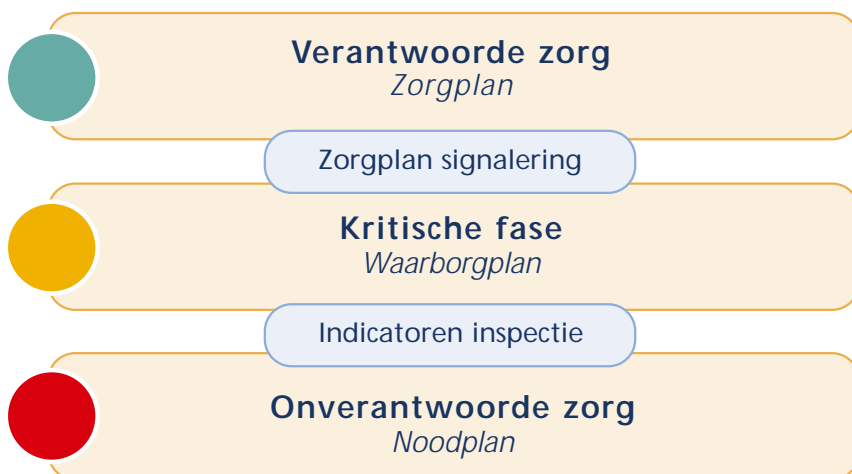 Verantwoorde zorg
Zorgplan
Zorgplan signalering
Kritische fase
Waarborgplan
Indicatoren inspectie
Onverantwoorde zorg
Noodplan